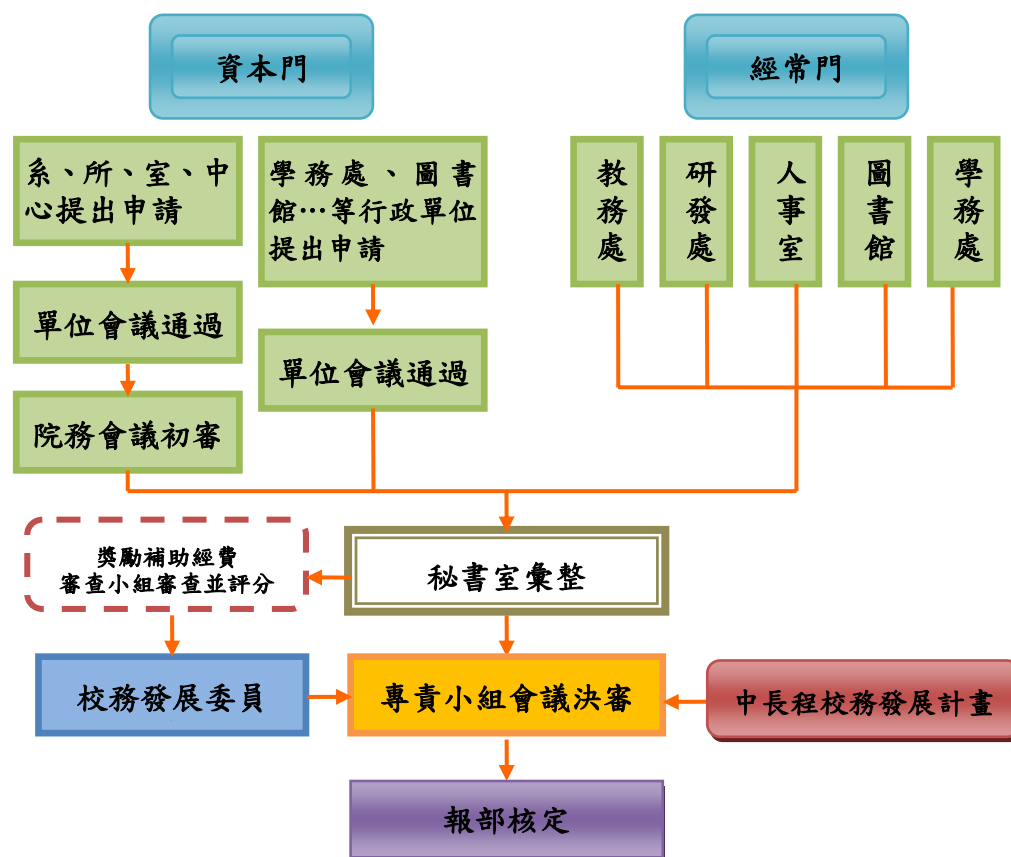 資本門
經常門
系、所、室、中
心提出申請
學務處、圖書
館…等行政單位
提出申請
教務處
研發處
人事室
圖書館
學務處
單位會議通過
單位會議通過
院務會議初審
獎勵補助經費
審查小組審查並評分
秘書室彙整
校務發展委員
專責小組會議決審
中長程校務發展計畫
報部核定